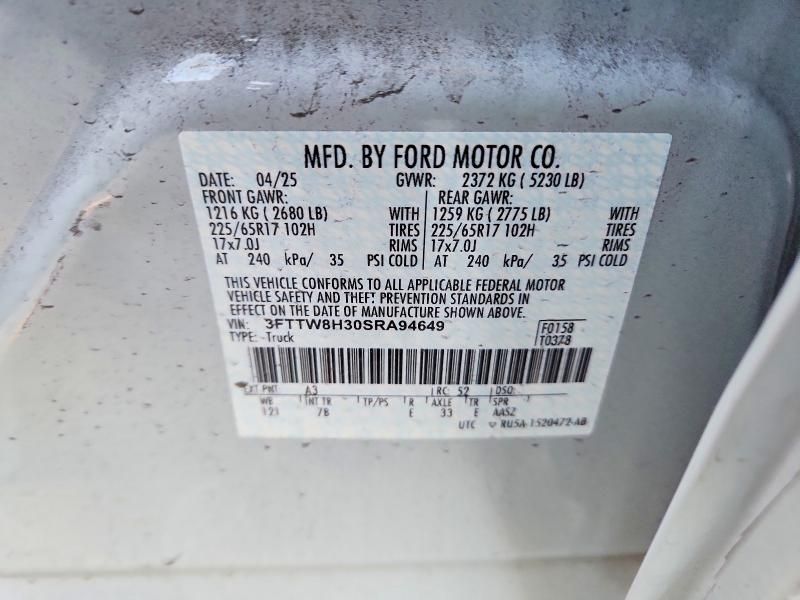 MFD. BY FORD MOTOR CO.
DATE: 04/25 GVWR: 2372 KG ( 5230 LB)
FRONT GAWR: REAR GAWR:
1216 KG ( 2680 LB) WITH 1259 KG ( 2775 LB) WITH
225/65R17 102H TIRES 225/65R17 102H TIRES
17x7.0J RIMS 17x7.0J RIMS
AT 240 kPa/ 35 PSI COLD AT 240 kPa/ 35 PSI COLD
THIS VEHICLE CONFORMS TO ALL APPLICABLE FEDERAL MOTOR
VEHICLE SAFETY AND THEFT PREVENTION STANDARDS IN
EFFECT ON THE DATE OF MANUFACTURE SHOWN ABOVE.
VIN: 3FTTW8H30SRA94649 F0158
TYPE: Truck T0378
EXT PNT A3 RC: 52 DSO:
WB INT TR TP/PS R AXLE TR SPR
121 7B E 33 E AASZ
UTC RU5A-1520472-AB